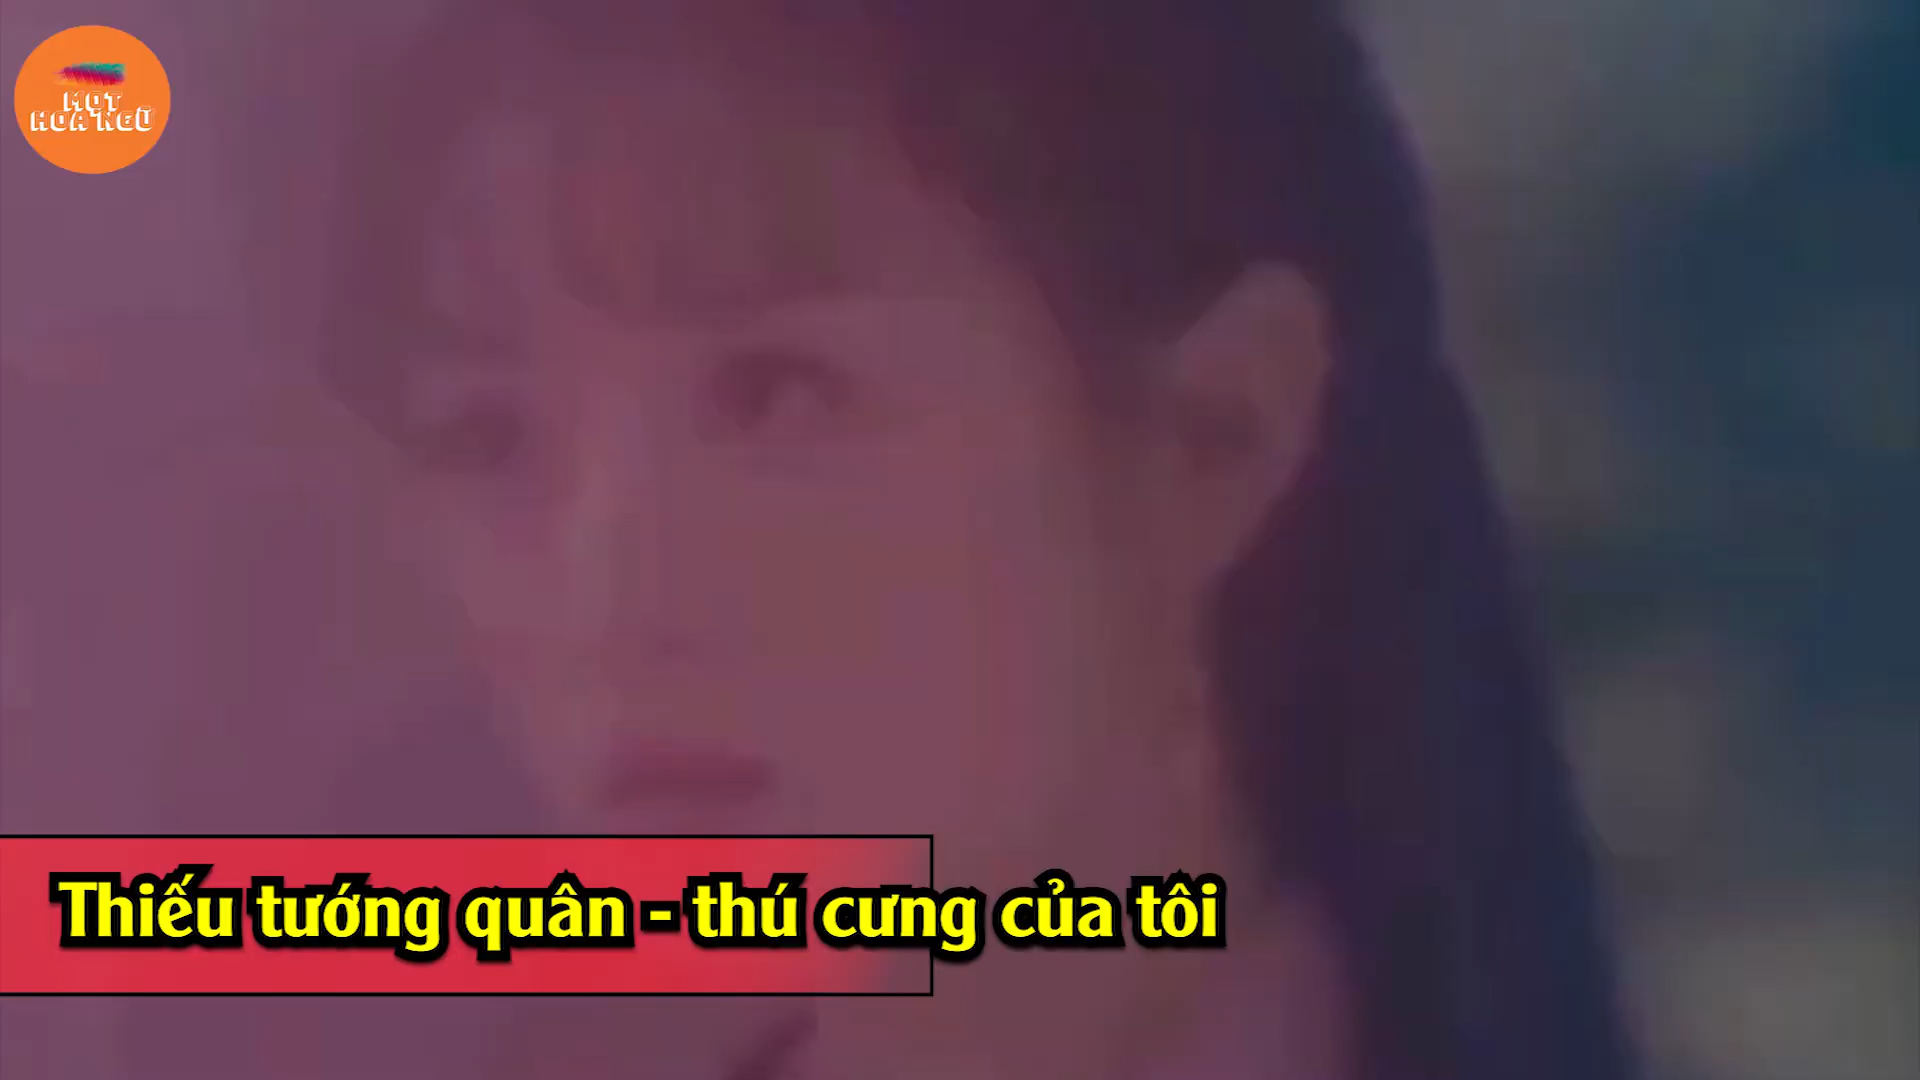 MỌT
HOA NGỮ
Thiếu tướng quân - thú cưng của tôi